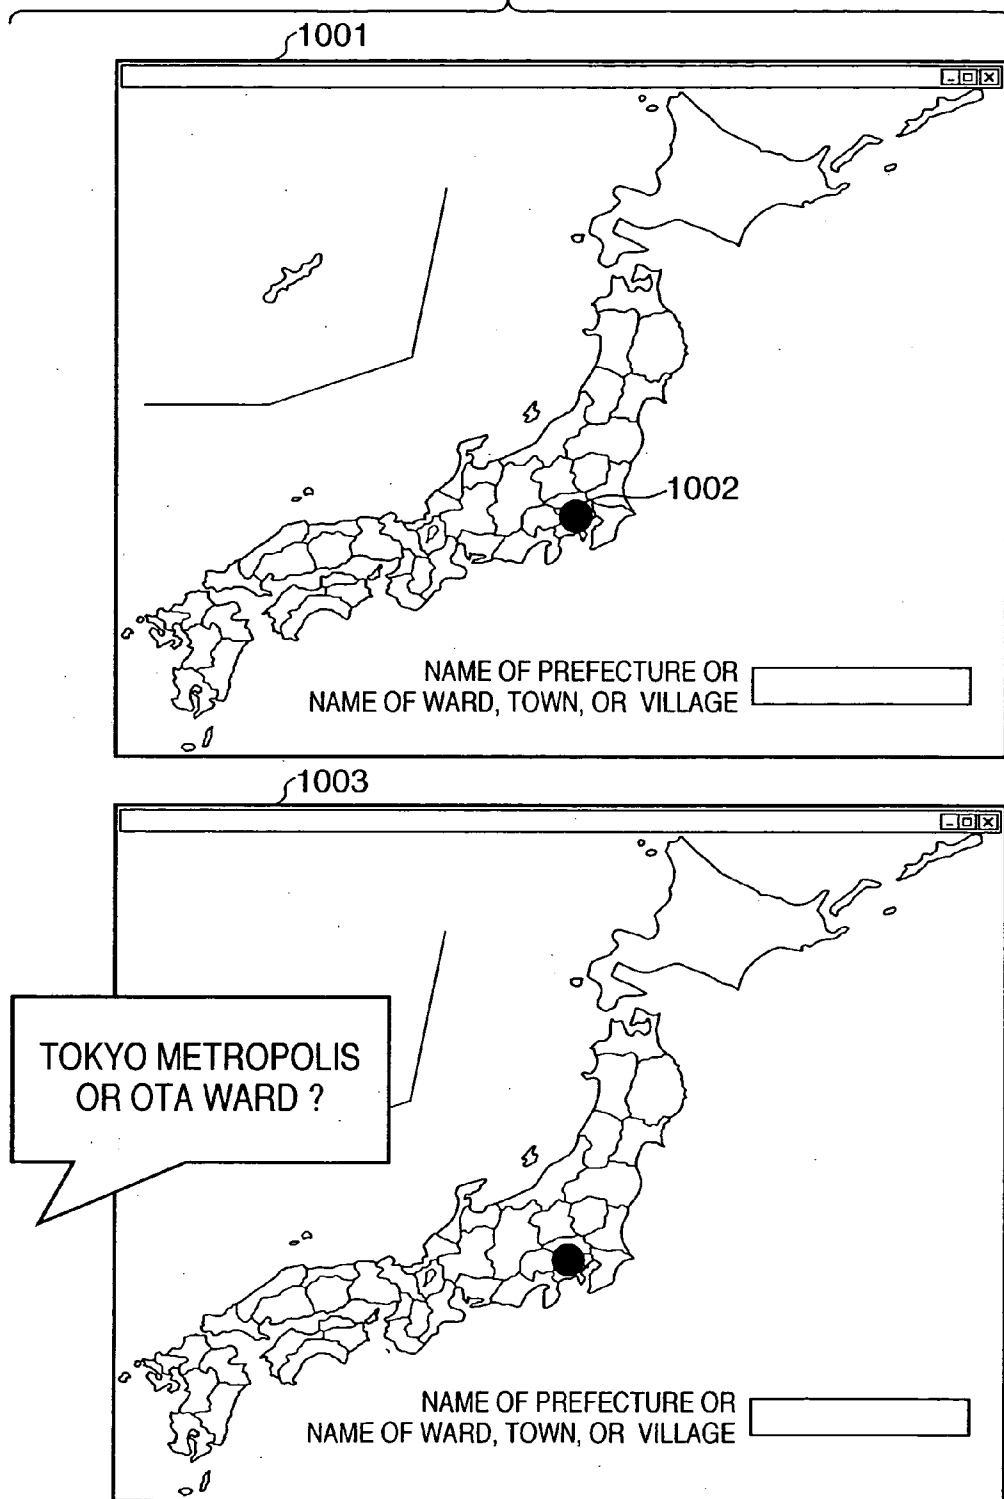 1001
1002
NAME OF PREFECTURE OR
NAME OF WARD, TOWN, OR VILLAGE
1003
TOKYO METROPOLIS
OR OTA WARD ?
NAME OF PREFECTURE OR
NAME OF WARD, TOWN, OR VILLAGE